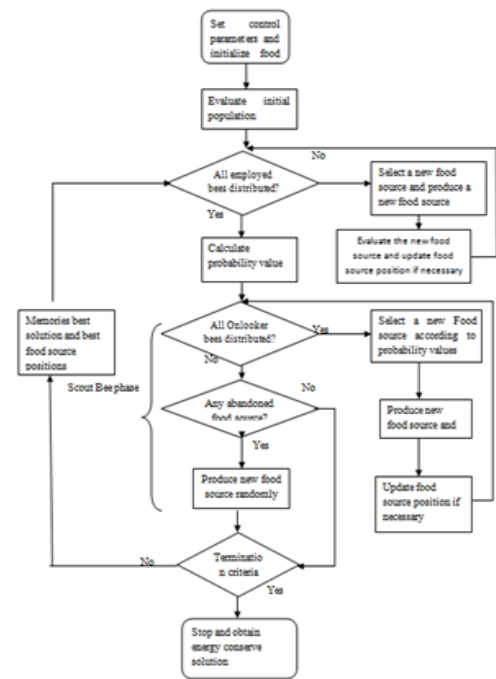 Set control
parameters and
initialize food
Evaluate initial
population
No
All employed
bees distributed?
Select a new food
source and produce a
new food source
Yes
Evaluate the new food
source and update food
source position if necessary
Calculate
probability value
Memories best
solution and best
food source
positions
All Onlooker
bees distributed?
Yes
Select a new Food
source according to
probability values
Scout Bee phase
No
Any abandoned
food source?
No
Produce new
food source and
Yes
Produce new food
source randomly
Update food
source position if
necessary
No
Terminatio
n criteria
Yes
Stop and obtain
energy conserve
solution